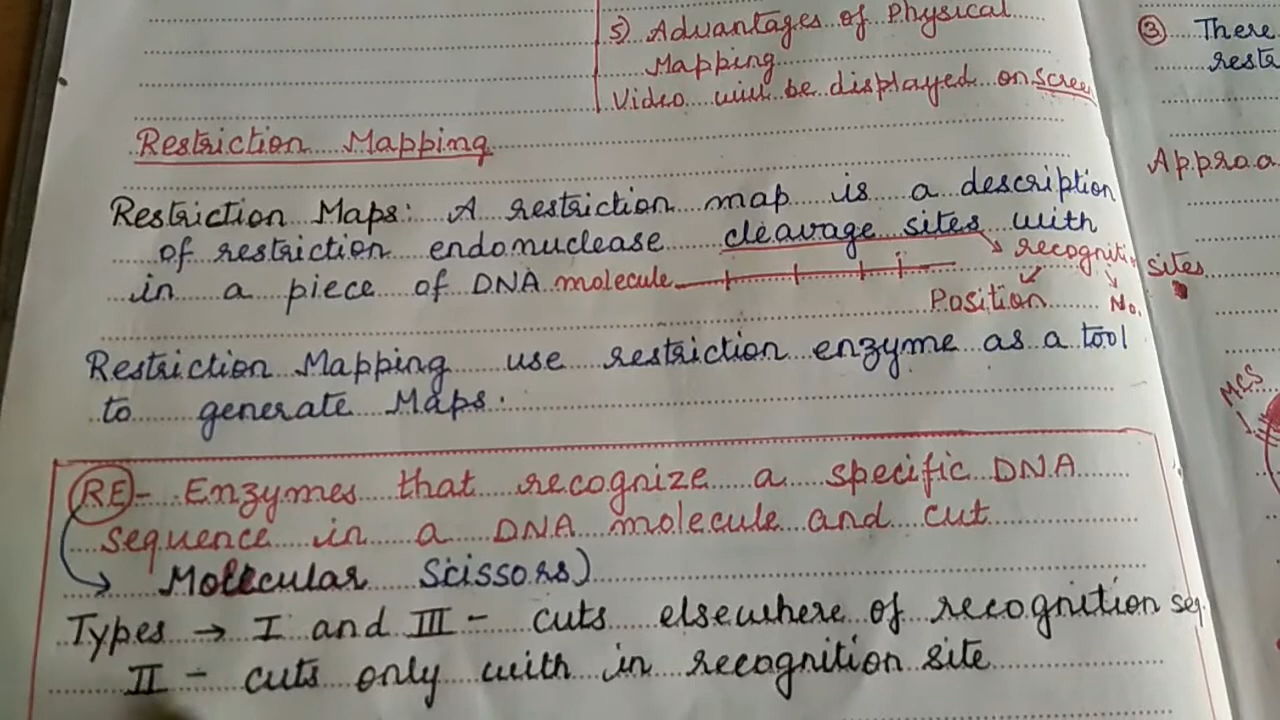 5) Advantages of Physical
Mapping
Video will be displayed on screen
Restriction Mapping
Restriction Maps: A restriction map is a description
of restriction endonuclease cleavage sites with
in a piece of DNA molecule
recogniti sites
Position No.
Restriction Mapping use restriction enzyme as a tool
to generate Maps.
RE - Enzymes that recognize a specific DNA
sequence in a DNA molecule and cut
→ Molecular Scissors)
Types → I and III - cuts elsewhere of recognition seq.
II - cuts only with in recognition site
③ There
resta
Approa
MCS